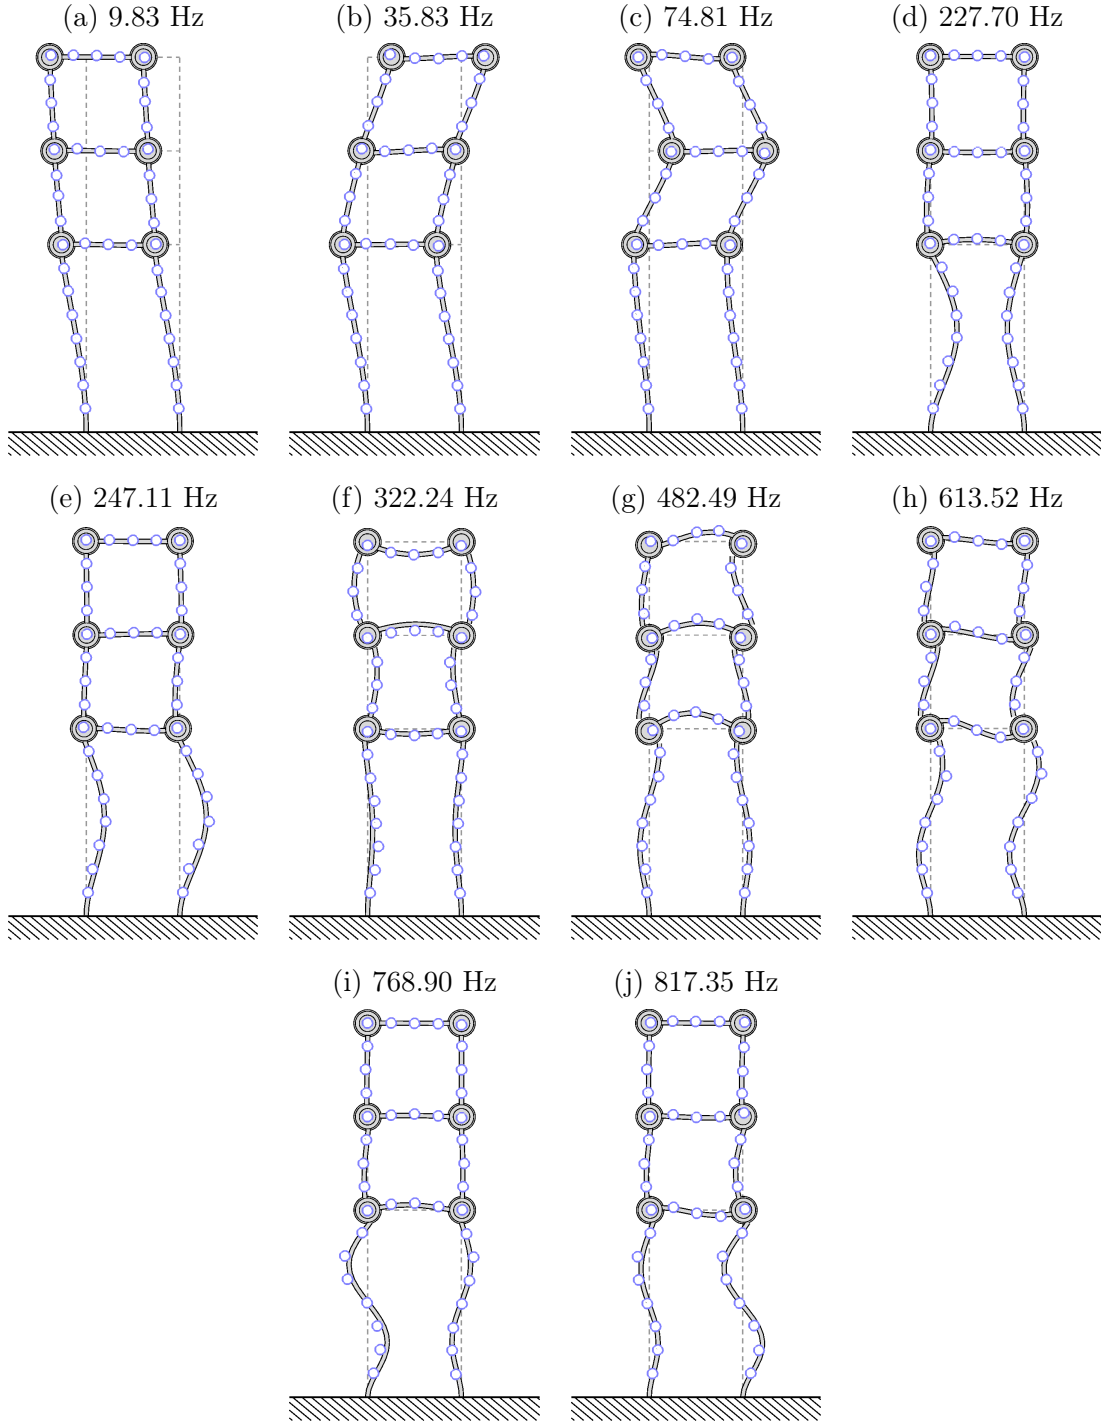 (a) 9.83 Hz
(b) 35.83 Hz
(c) 74.81 Hz
(d) 227.70 Hz
(e) 247.11 Hz
(f) 322.24 Hz
(g) 482.49 Hz
(h) 613.52 Hz
(i) 768.90 Hz
(j) 817.35 Hz